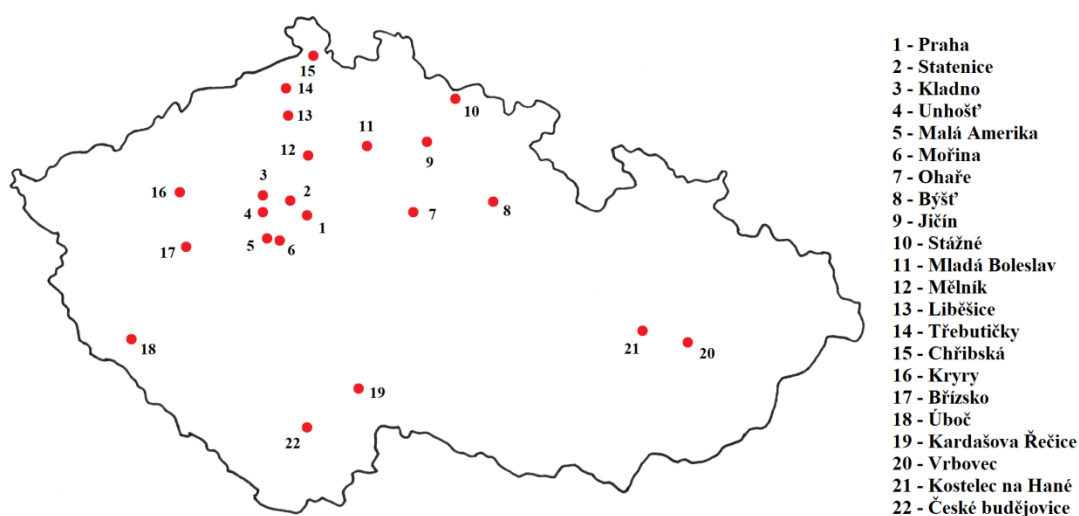 1 - Praha
2 - Statenice
3 - Kladno
4 - Unhošť
5 - Malá Amerika
6 - Mořina
7 - Ohaře
8 - Býšť
9 - Jičín
10 - Stážné
11 - Mladá Boleslav
12 - Mělník
13 - Liběšice
14 - Třebutičky
15 - Chřibská
16 - Kryry
17 - Břízsko
18 - Úboč
19 - Kardašova Řečice
20 - Vrbovec
21 - Kostelec na Hané
22 - České budějovice
15
14
13
10
11
12
9
16
3
2
4
1
7
8
5
6
17
18
21
20
19
22